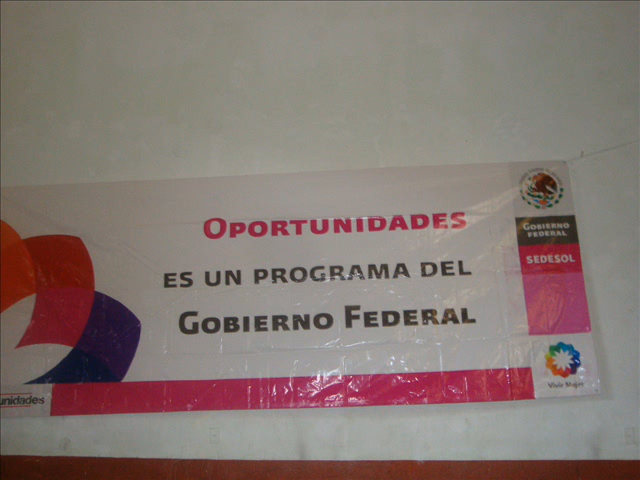 OPORTUNIDADES
ES UN PROGRAMA DEL
GOBIERNO FEDERAL
GOBIERNO
FEDERAL
SEDESOL
Vivir Mejor
unidades